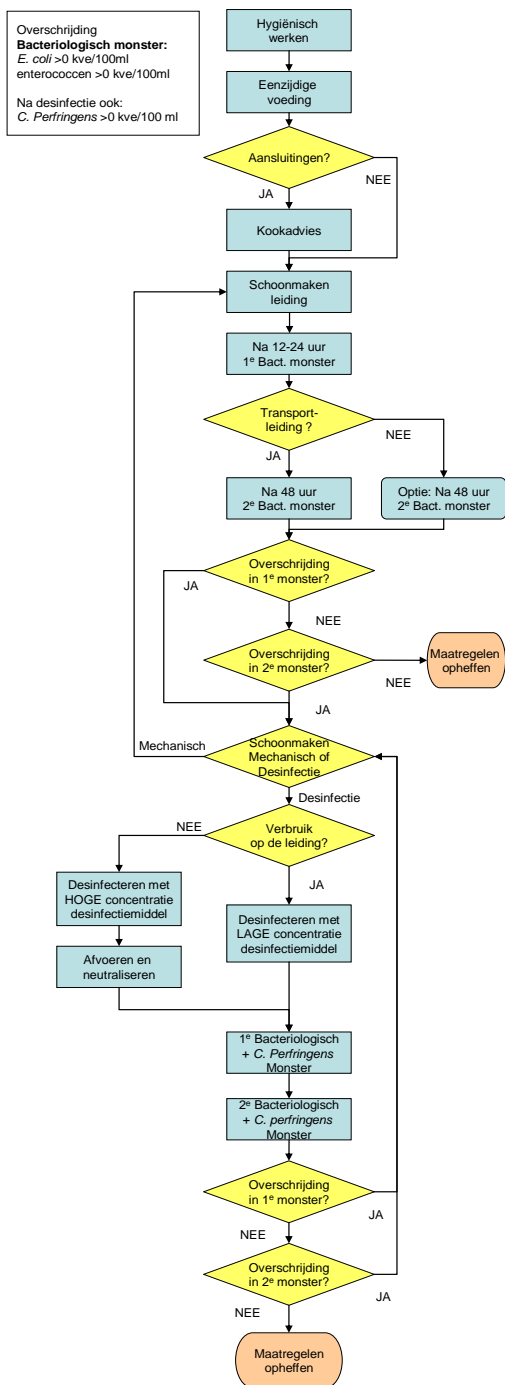 Overschrijding
Bacteriologisch monster:
E. coli >0 kve/100ml
enterococcen >0 kve/100ml
Na desinfectie ook:
C. Perfringens >0 kve/100 ml
Hygiënisch
werken
Eenzijdige
voeding
Aansluitingen?
NEE
JA
Kookadvies
Schoonmaken
leiding
Na 12-24 uur
1e Bact. monster
Transport-
leiding ?
NEE
JA
Na 48 uur
2e Bact. monster
Optie: Na 48 uur
2e Bact. monster
Overschrijding
in 1e monster?
JA
NEE
Overschrijding
in 2e monster?
Maatregelen
opheffen
NEE
JA
Mechanisch
Schoonmaken
Mechanisch of
Desinfectie
Desinfectie
NEE
Verbruik
op de leiding?
JA
Desinfecteren met
HOGE concentratie
desinfectiemiddel
Desinfecteren met
LAGE concentratie
desinfectiemiddel
Afvoeren en
neutraliseren
1e Bacteriologisch
+ C. Perfringens
Monster
2e Bacteriologisch
+ C. perfringens
Monster
Overschrijding
in 1e monster?
JA
NEE
Overschrijding
in 2e monster?
JA
NEE
Maatregelen
opheffen